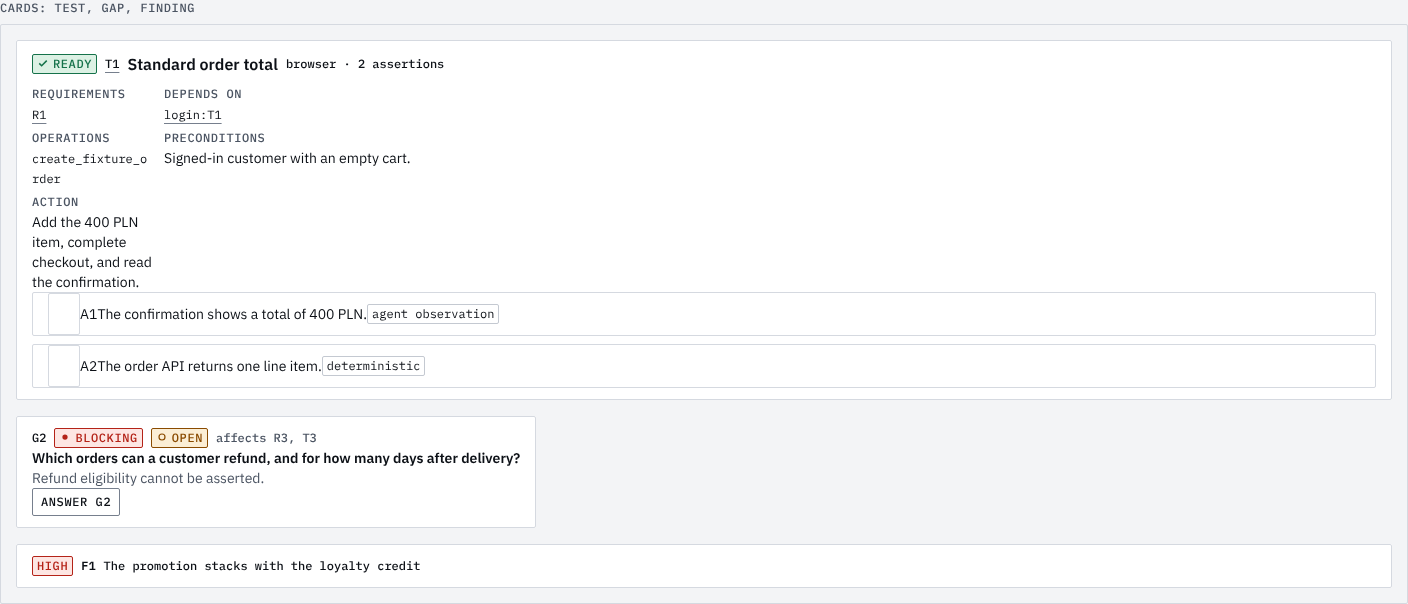 CARDS: TEST, GAP, FINDING
READY T1 Standard order total browser · 2 assertions
REQUIREMENTS DEPENDS ON
R1 login:T1
OPERATIONS PRECONDITIONS
create_fixture_o Signed-in customer with an empty cart.
rder
ACTION
Add the 400 PLN
item, complete
checkout, and read
the confirmation.
A1The confirmation shows a total of 400 PLN. agent observation
A2The order API returns one line item. deterministic
G2 BLOCKING OPEN affects R3, T3
Which orders can a customer refund, and for how many days after delivery?
Refund eligibility cannot be asserted.
ANSWER G2
HIGH F1 The promotion stacks with the loyalty credit